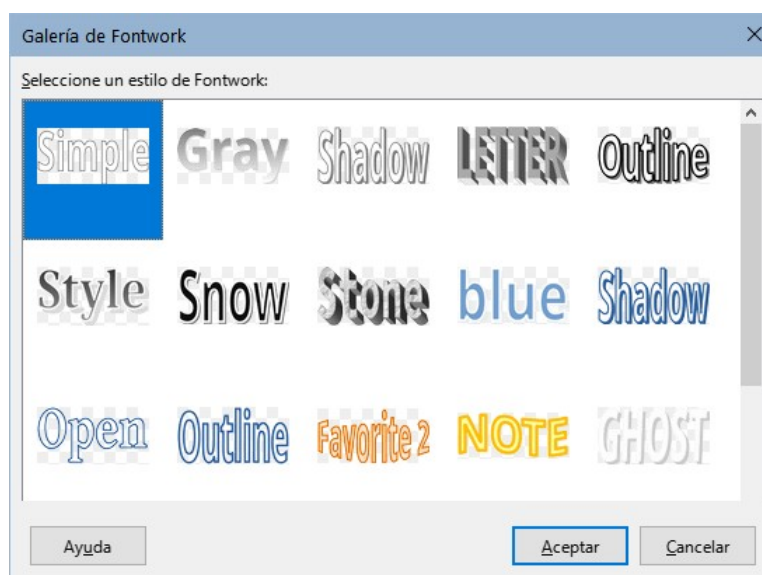 Galería de Fontwork
Seleccione un estilo de Fontwork:
Simple Gray Shadow LETTER Outline
Style Snow Stone blue Shadow
Open Outline Favorite 2 NOTE GHOST
Ayuda Aceptar Cancelar